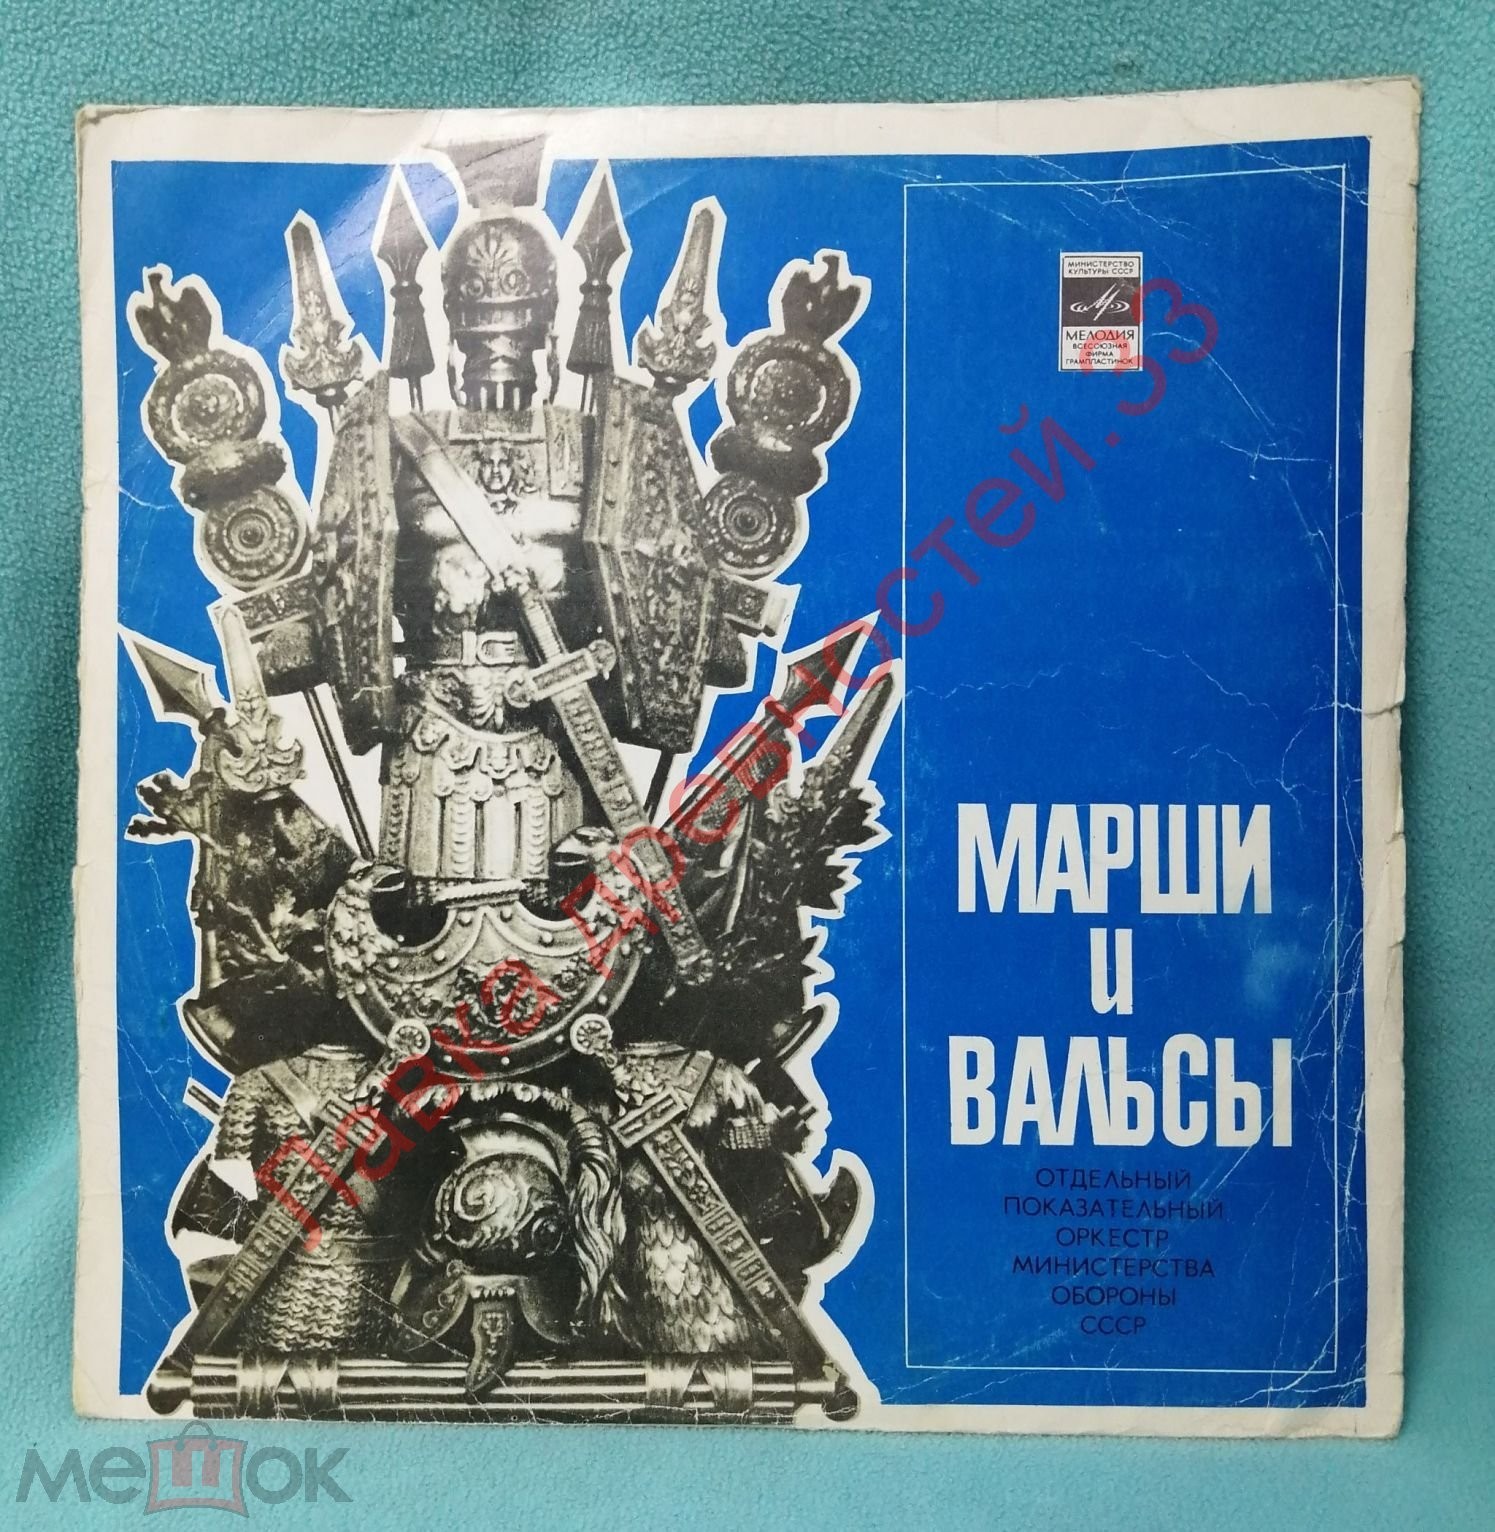 МИНИСТЕРСТВО
КУЛЬТУРЫ СССР
МЕЛОДИЯ
ВСЕСОЮЗНАЯ
ФИРМА
ГРАМПЛАСТИНОК
МАРШИ
И
ВАЛЬСЫ
ОТДЕЛЬНЫЙ
ПОКАЗАТЕЛЬНЫЙ
ОРКЕСТР
МИНИСТЕРСТВА
ОБОРОНЫ
СССР
Лавка Древностей.33
мешок